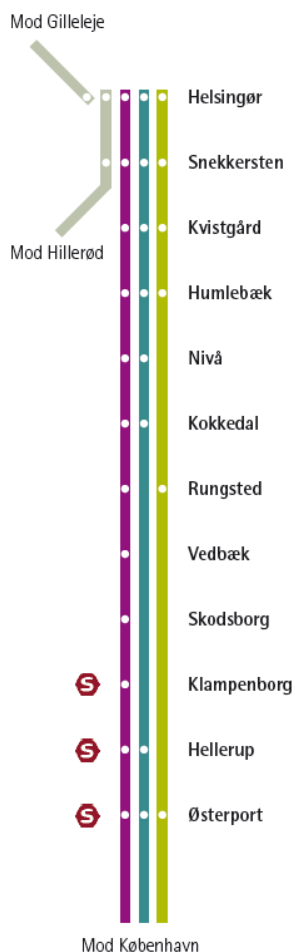 Mod Gilleleje
Helsingør
Snekkersten
Kvistgård
Mod Hillerød
Humlebæk
Nivå
Kokkedal
Rungsted
Vedbæk
Skodsborg
S Klampenborg
S Hellerup
S Østerport
Mod København